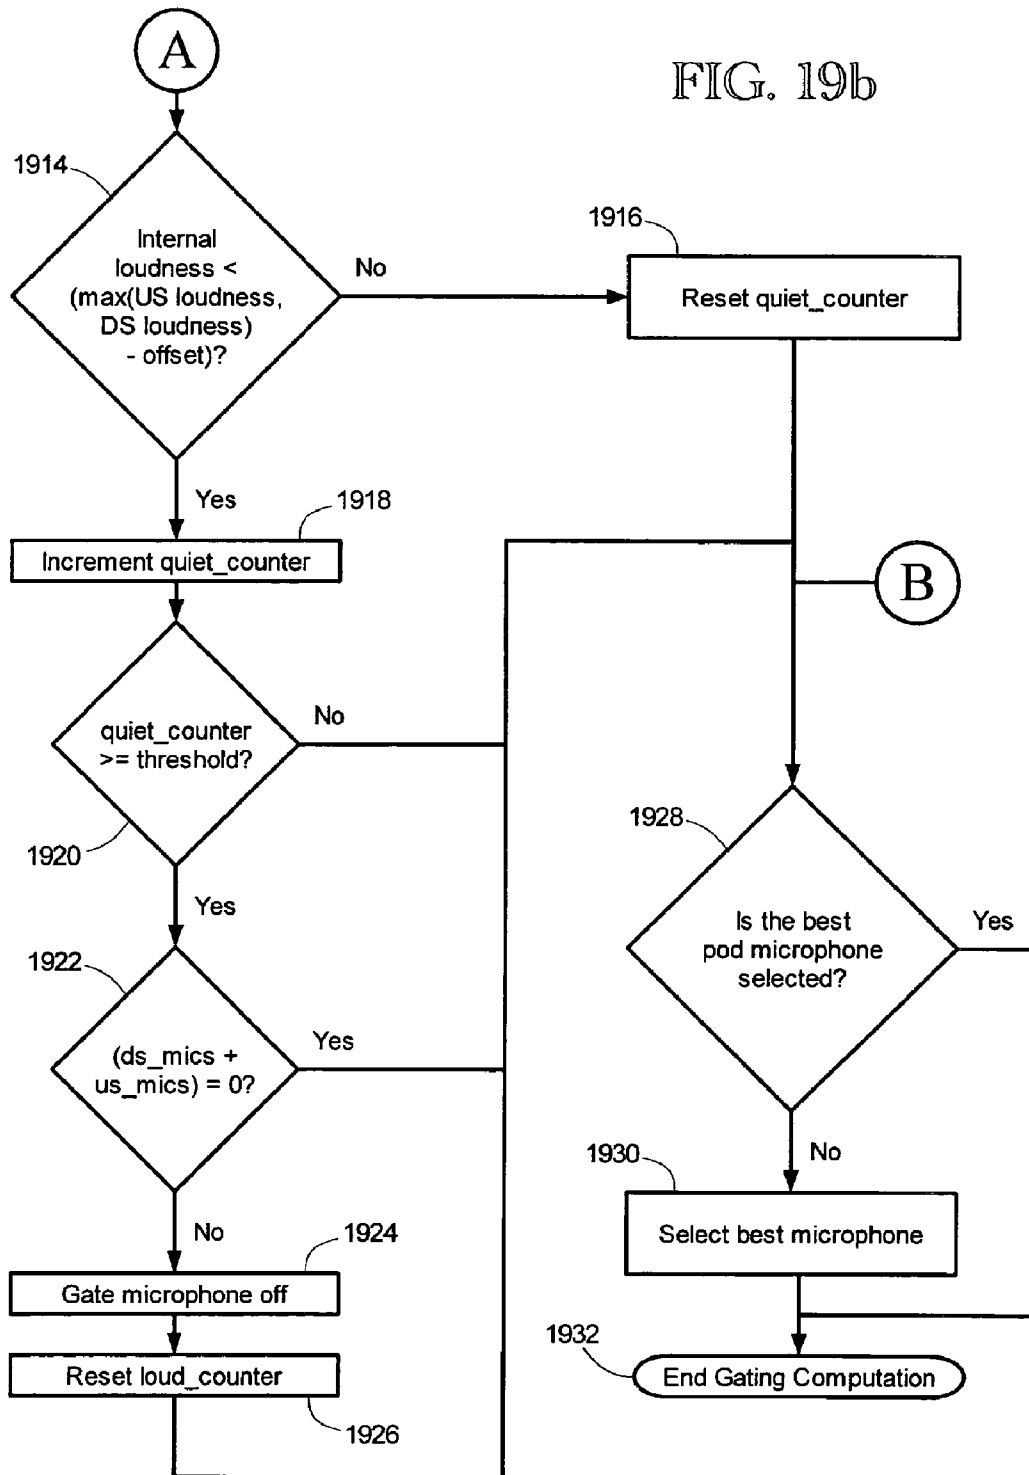 A
FIG. 19b
1914
Internal
loudness <
(max(US loudness,
DS loudness)
- offset)?
No
1916
Reset quiet_counter
Yes
1918
Increment quiet_counter
B
quiet_counter
>= threshold?
No
1920
Yes
1922
(ds_mics +
us_mics) = 0?
Yes
No
1924
Gate microphone off
Reset loud_counter
1926
1928
Is the best
pod microphone
selected?
Yes
No
1930
Select best microphone
1932
End Gating Computation